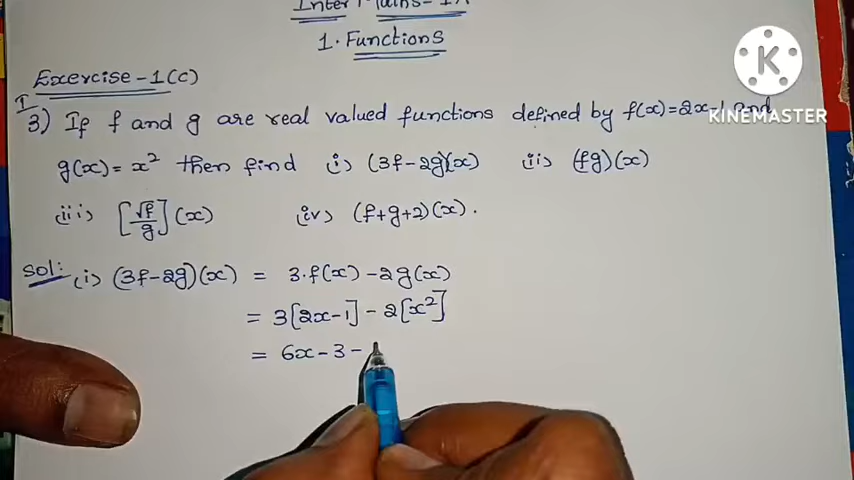 Inter Maths-IA
1. Functions
Exercise-1(c)
I
3) If f and g are real valued functions defined by f(x)=2x-1 and
K
KINEMASTER
g(x)= x² then find i) (3f-2g)(x) ii) (fg)(x)
iii) [√f/g](x) iv) (f+g+2)(x).
Sol: i) (3f-2g)(x) = 3.f(x) -2g(x)
= 3[2x-1] - 2[x²]
= 6x-3-